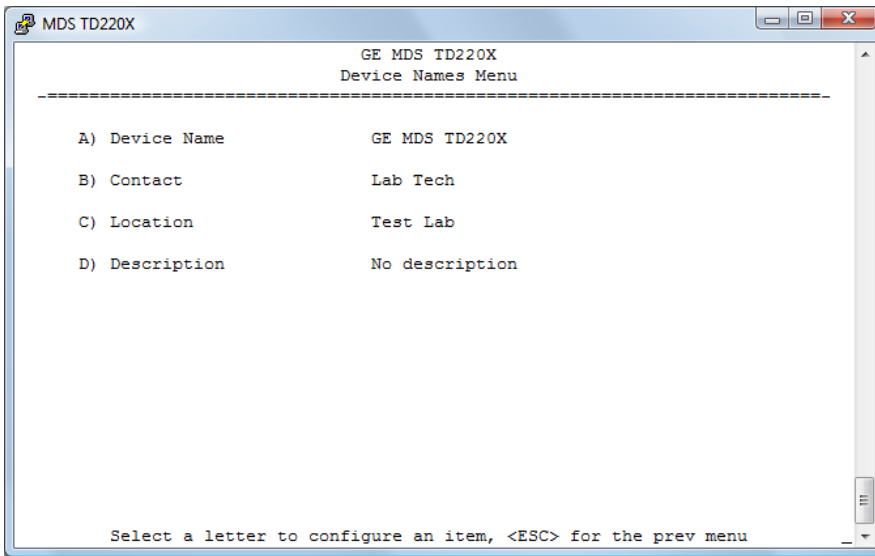 MDS TD220X
GE MDS TD220X
Device Names Menu
-==========================================================================-
A) Device Name GE MDS TD220X
B) Contact Lab Tech
C) Location Test Lab
D) Description No description
Select a letter to configure an item, <ESC> for the prev menu _